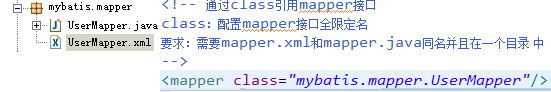 mybatis.mapper
UserMapper.java
UserMapper.xml
<!-- 通过class引用mapper接口
class：配置mapper接口全限定名
要求：需要mapper.xml和mapper.java同名并且在一个目录 中
-->
<mapper class="mybatis.mapper.UserMapper"/>